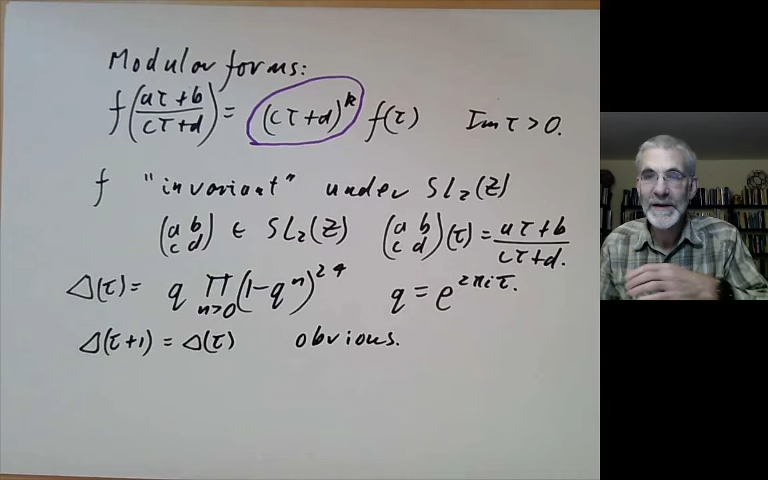 Modular forms:
f((aτ+b)/(cτ+d)) = (cτ+d)^k f(τ) Im τ > 0.
f "invariant" under SL₂(Z)
(a b; c d) ∈ SL₂(Z) (a b; c d)(τ) = (aτ+b)/(cτ+d).
Δ(τ) = q ∏_{n>0} (1-q^n)^{24} q = e^{2πiτ}.
Δ(τ+1) = Δ(τ) obvious.